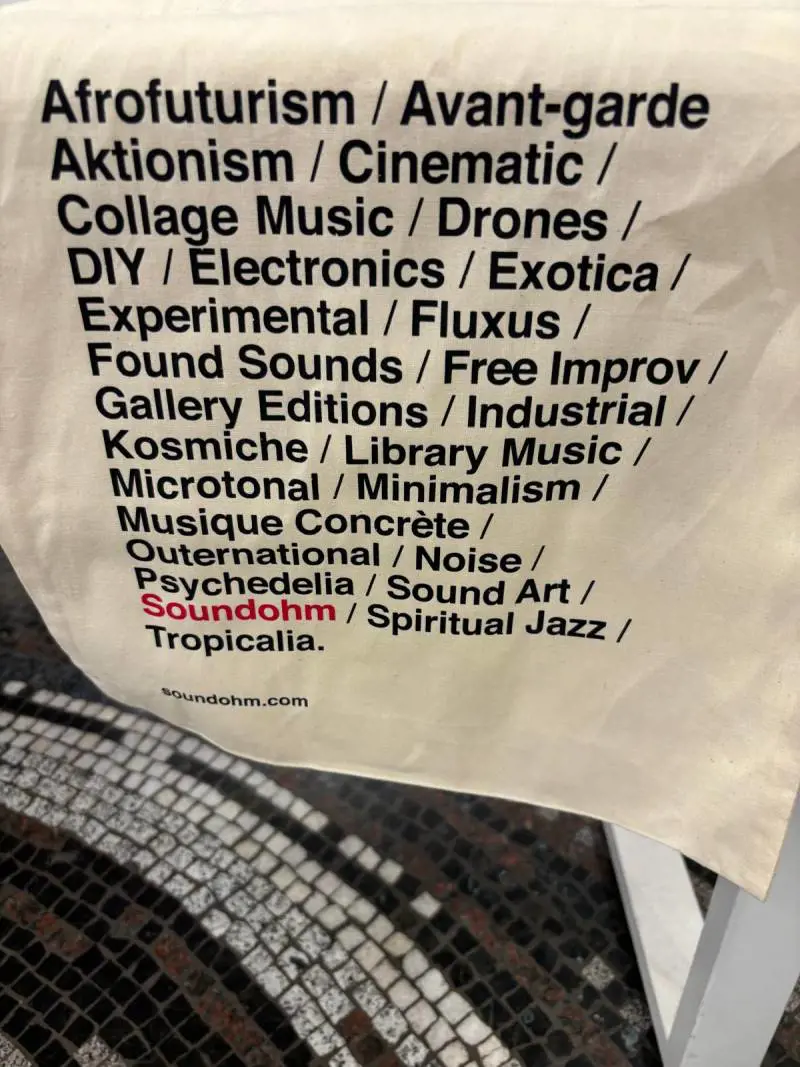 Afrofuturism / Avant-garde
Aktionism / Cinematic /
Collage Music / Drones /
DIY / Electronics / Exotica /
Experimental / Fluxus /
Found Sounds / Free Improv /
Gallery Editions / Industrial /
Kosmiche / Library Music /
Microtonal / Minimalism /
Musique Concrète /
Outernational / Noise /
Psychedelia / Sound Art /
Soundohm / Spiritual Jazz /
Tropicalia.
soundohm.com